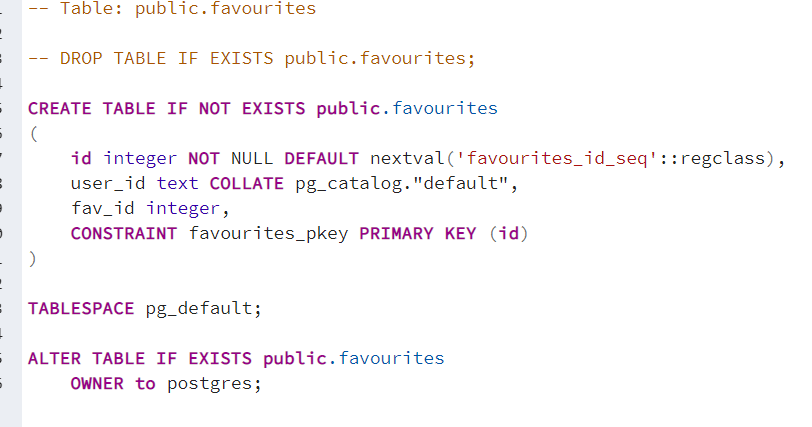 -- Table: public.favourites
-- DROP TABLE IF EXISTS public.favourites;
CREATE TABLE IF NOT EXISTS public.favourites
(
id integer NOT NULL DEFAULT nextval('favourites_id_seq'::regclass),
user_id text COLLATE pg_catalog."default",
fav_id integer,
CONSTRAINT favourites_pkey PRIMARY KEY (id)
)
TABLESPACE pg_default;
ALTER TABLE IF EXISTS public.favourites
OWNER to postgres;